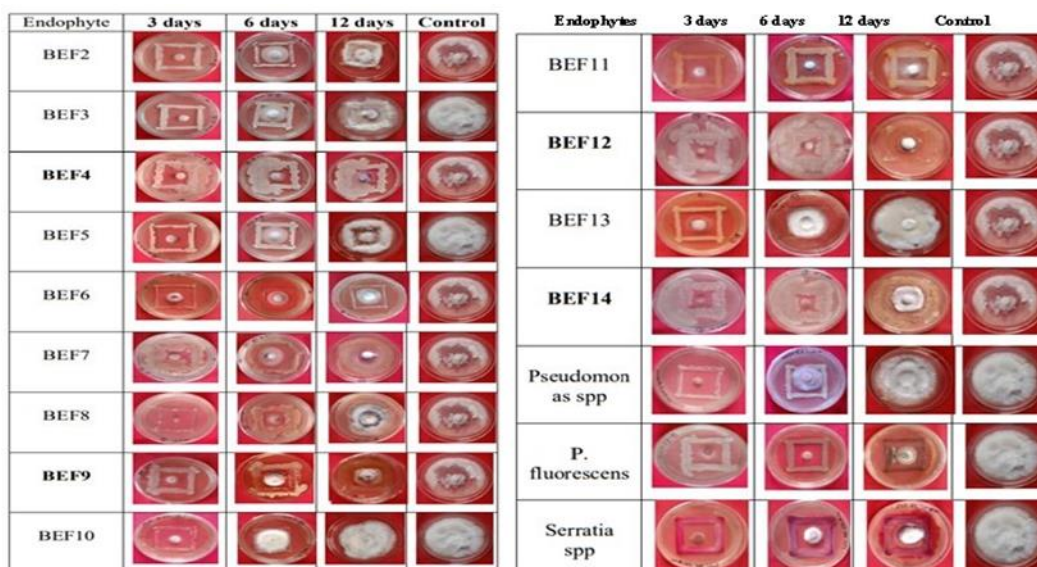 Endophyte 3 days 6 days 12 days Control
BEF2
BEF3
BEF4
BEF5
BEF6
BEF7
BEF8
BEF9
BEF10
Endophytes 3 days 6 days 12 days Control
BEF11
BEF12
BEF13
BEF14
Pseudomon
as spp
P.
fluorescens
Serratia
spp